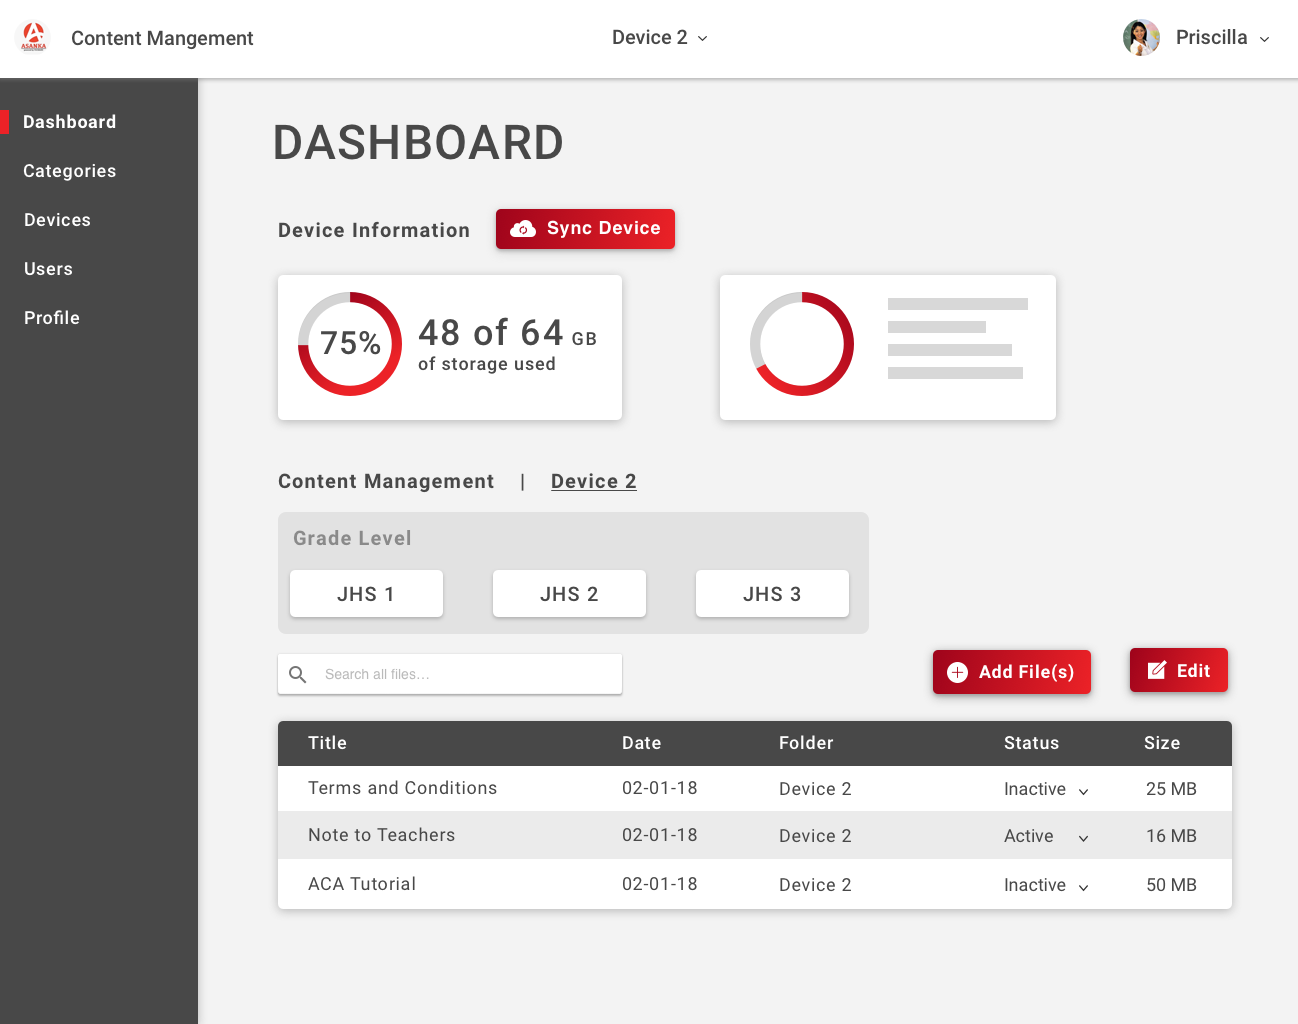 ASANKA
Content Mangement
Device 2
Priscilla
Dashboard
Categories
Devices
Users
Profile
DASHBOARD
Device Information
Sync Device
75%
48 of 64 GB
of storage used
Content Management | Device 2
Grade Level
JHS 1
JHS 2
JHS 3
Search all files...
Add File(s)
Edit
Title Date Folder Status Size
Terms and Conditions 02-01-18 Device 2 Inactive 25 MB
Note to Teachers 02-01-18 Device 2 Active 16 MB
ACA Tutorial 02-01-18 Device 2 Inactive 50 MB